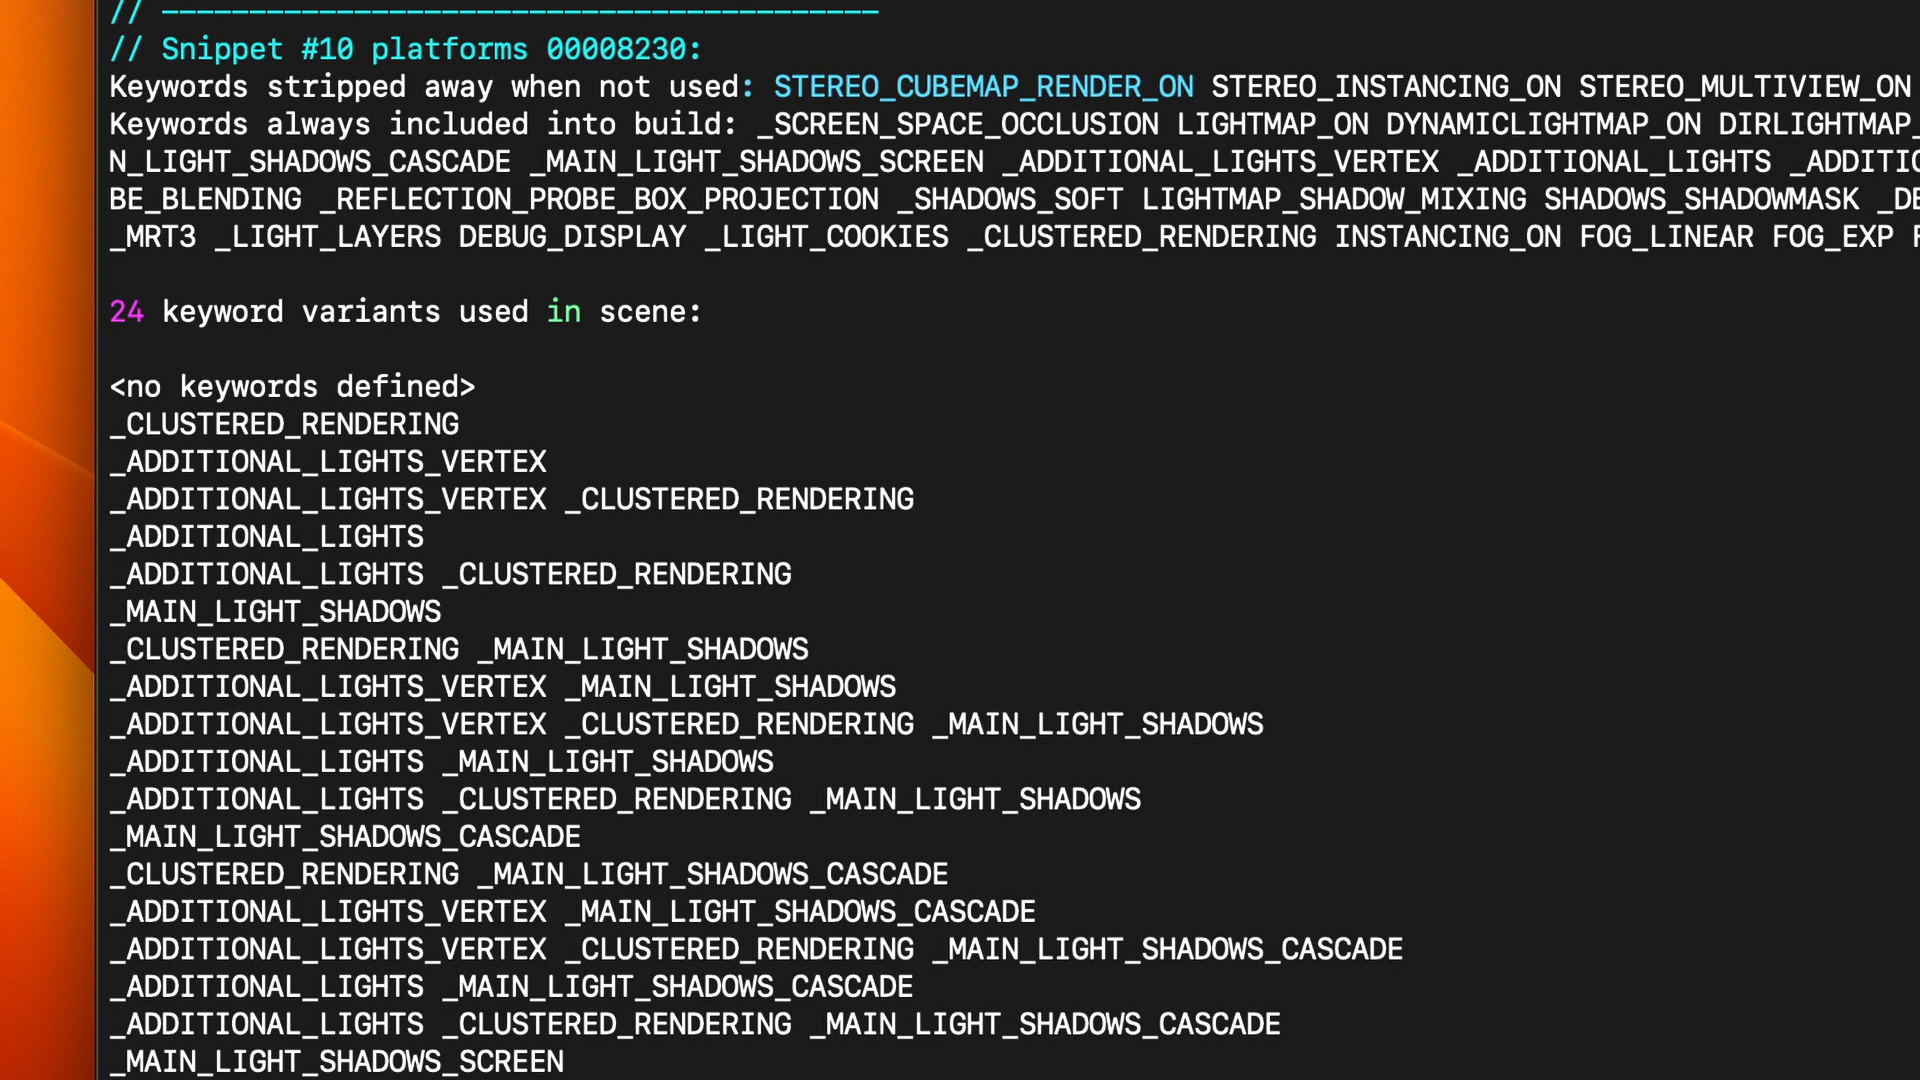 // -----------------------------------------
// Snippet #10 platforms 00008230:
Keywords stripped away when not used: STEREO_CUBEMAP_RENDER_ON STEREO_INSTANCING_ON STEREO_MULTIVIEW_ON
Keywords always included into build: _SCREEN_SPACE_OCCLUSION LIGHTMAP_ON DYNAMICLIGHTMAP_ON DIRLIGHTMAP_
N_LIGHT_SHADOWS_CASCADE _MAIN_LIGHT_SHADOWS_SCREEN _ADDITIONAL_LIGHTS_VERTEX _ADDITIONAL_LIGHTS _ADDITIO
BE_BLENDING _REFLECTION_PROBE_BOX_PROJECTION _SHADOWS_SOFT LIGHTMAP_SHADOW_MIXING SHADOWS_SHADOWMASK _DB
_MRT3 _LIGHT_LAYERS DEBUG_DISPLAY _LIGHT_COOKIES _CLUSTERED_RENDERING INSTANCING_ON FOG_LINEAR FOG_EXP F
24 keyword variants used in scene:
<no keywords defined>
_CLUSTERED_RENDERING
_ADDITIONAL_LIGHTS_VERTEX
_ADDITIONAL_LIGHTS_VERTEX _CLUSTERED_RENDERING
_ADDITIONAL_LIGHTS
_ADDITIONAL_LIGHTS _CLUSTERED_RENDERING
_MAIN_LIGHT_SHADOWS
_CLUSTERED_RENDERING _MAIN_LIGHT_SHADOWS
_ADDITIONAL_LIGHTS_VERTEX _MAIN_LIGHT_SHADOWS
_ADDITIONAL_LIGHTS_VERTEX _CLUSTERED_RENDERING _MAIN_LIGHT_SHADOWS
_ADDITIONAL_LIGHTS _MAIN_LIGHT_SHADOWS
_ADDITIONAL_LIGHTS _CLUSTERED_RENDERING _MAIN_LIGHT_SHADOWS
_MAIN_LIGHT_SHADOWS_CASCADE
_CLUSTERED_RENDERING _MAIN_LIGHT_SHADOWS_CASCADE
_ADDITIONAL_LIGHTS_VERTEX _MAIN_LIGHT_SHADOWS_CASCADE
_ADDITIONAL_LIGHTS_VERTEX _CLUSTERED_RENDERING _MAIN_LIGHT_SHADOWS_CASCADE
_ADDITIONAL_LIGHTS _MAIN_LIGHT_SHADOWS_CASCADE
_ADDITIONAL_LIGHTS _CLUSTERED_RENDERING _MAIN_LIGHT_SHADOWS_CASCADE
_MAIN_LIGHT_SHADOWS_SCREEN